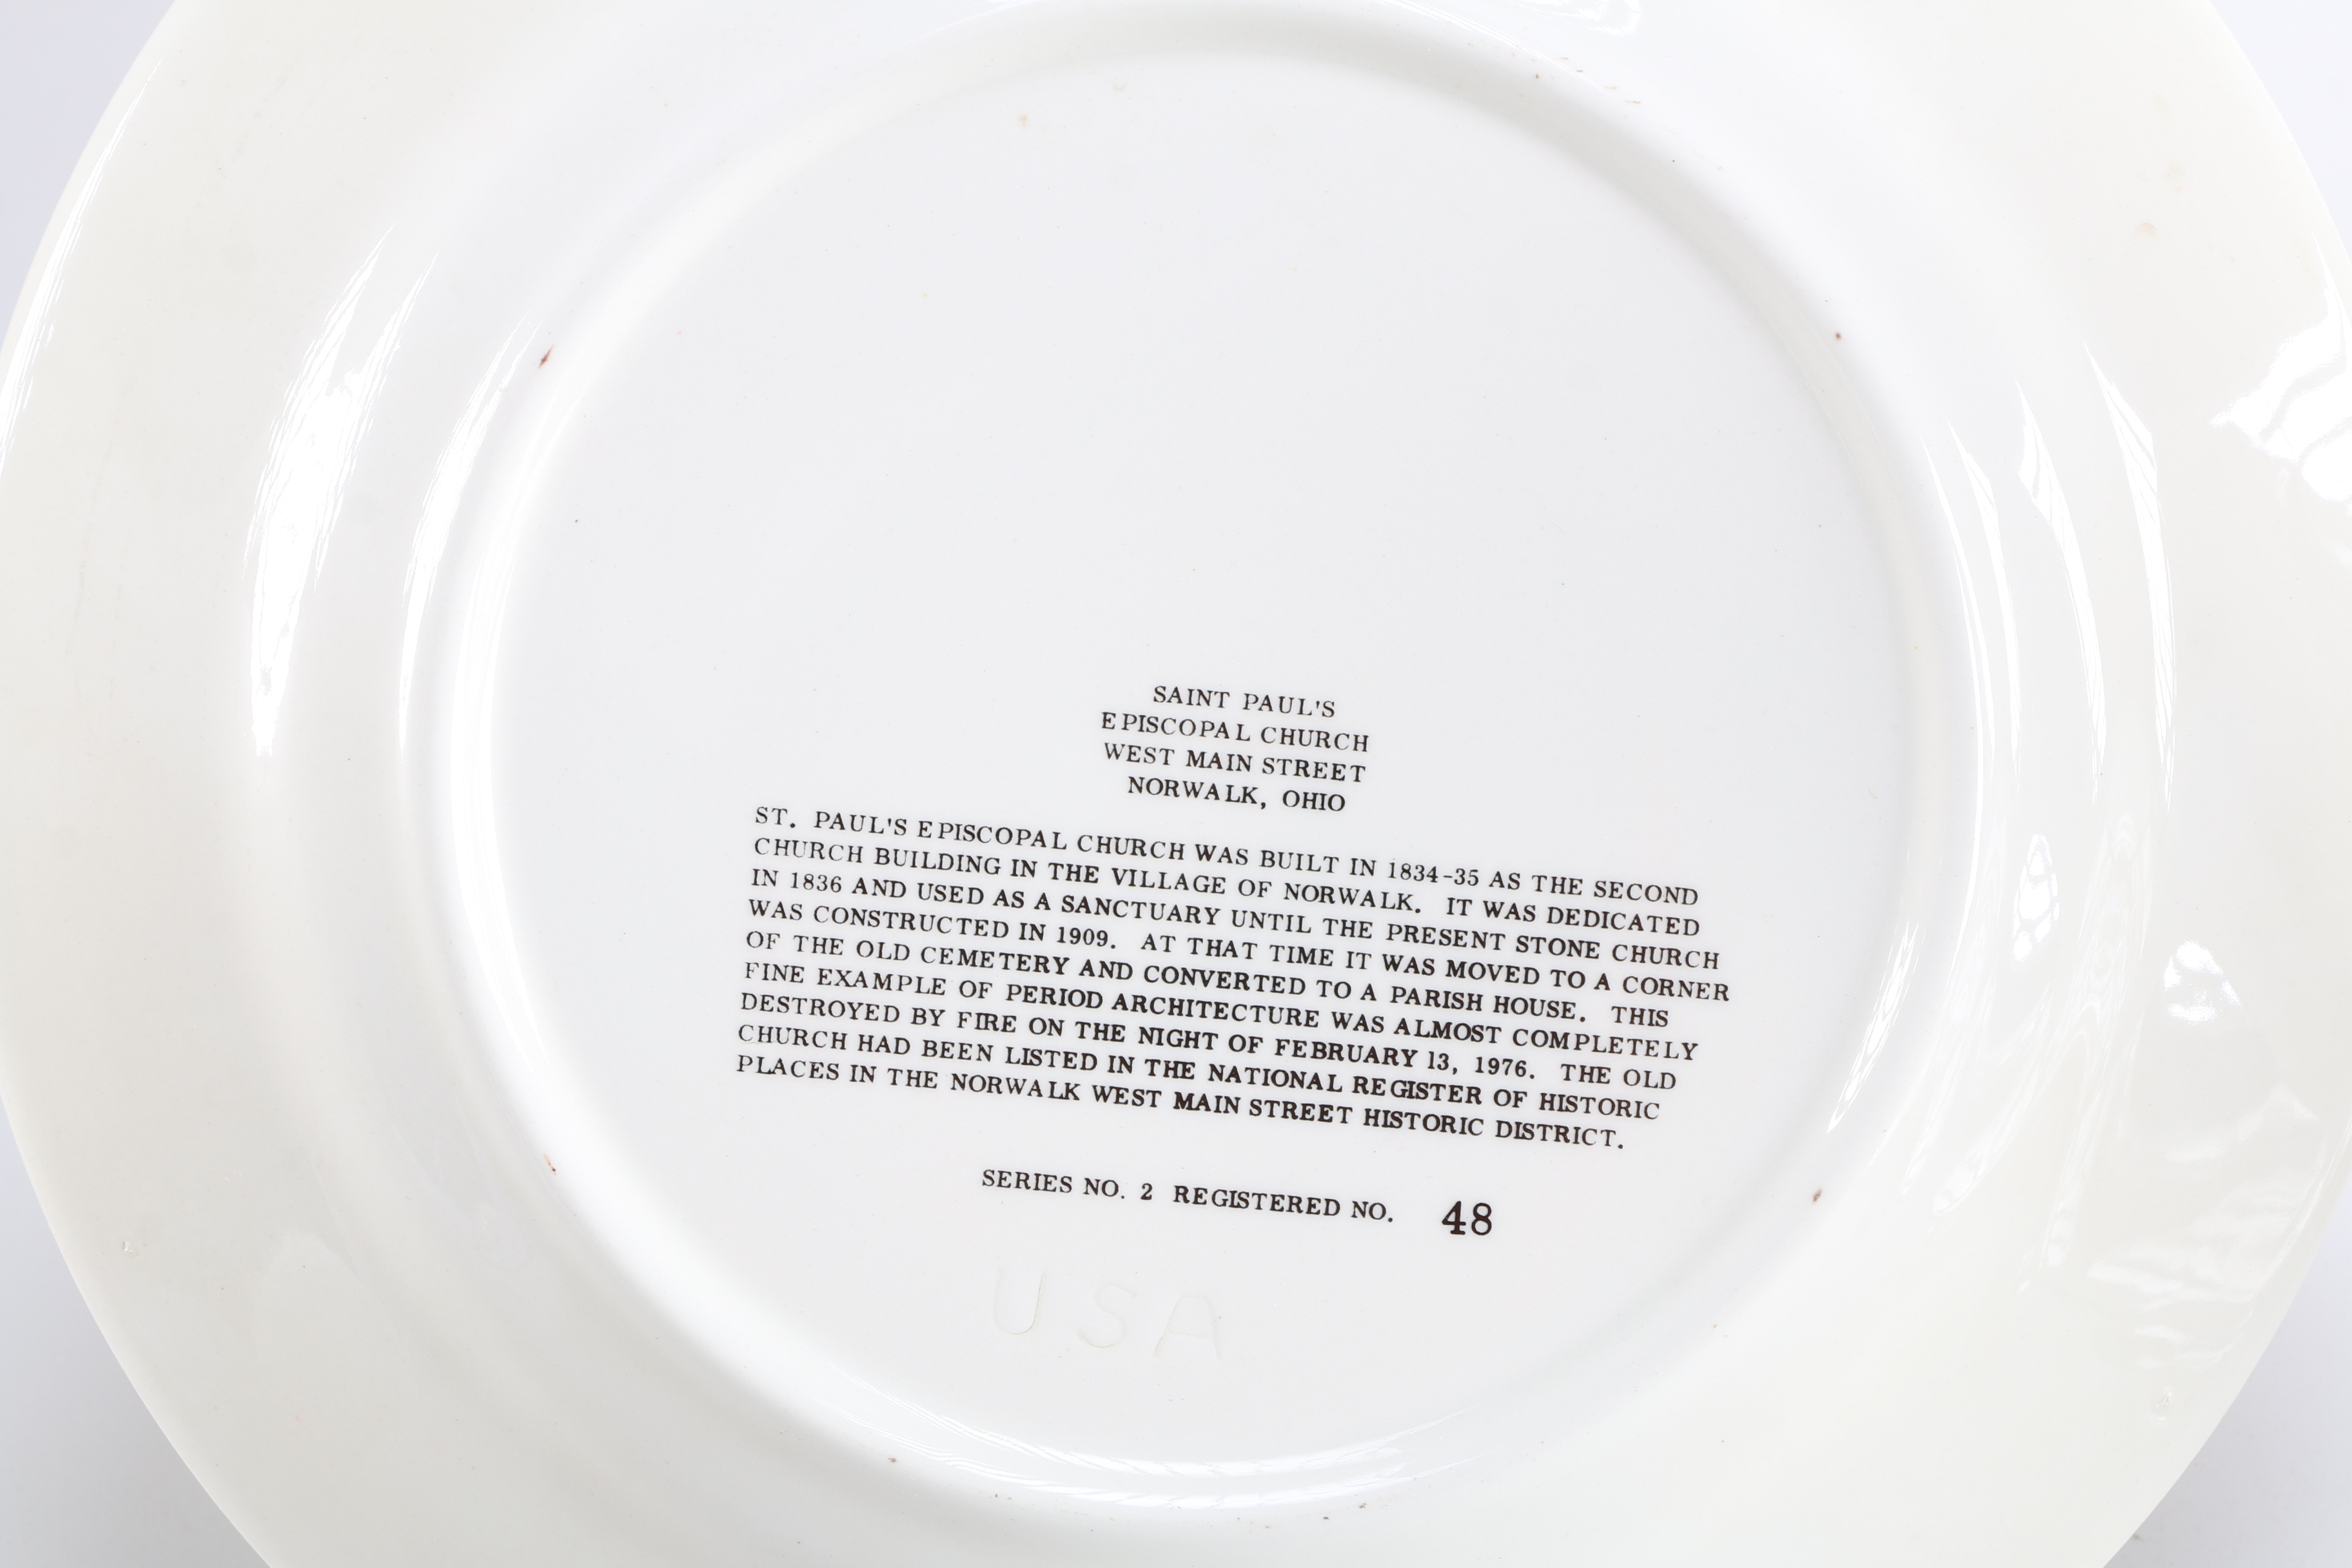 SAINT PAUL'S
EPISCOPAL CHURCH
WEST MAIN STREET
NORWALK, OHIO
ST. PAUL'S EPISCOPAL CHURCH WAS BUILT IN 1834-35 AS THE SECOND
CHURCH BUILDING IN THE VILLAGE OF NORWALK. IT WAS DEDICATED
IN 1836 AND USED AS A SANCTUARY UNTIL THE PRESENT STONE CHURCH
WAS CONSTRUCTED IN 1909. AT THAT TIME IT WAS MOVED TO A CORNER
OF THE OLD CEMETERY AND CONVERTED TO A PARISH HOUSE. THIS
FINE EXAMPLE OF PERIOD ARCHITECTURE WAS ALMOST COMPLETELY
DESTROYED BY FIRE ON THE NIGHT OF FEBRUARY 13, 1976. THE OLD
CHURCH HAD BEEN LISTED IN THE NATIONAL REGISTER OF HISTORIC
PLACES IN THE NORWALK WEST MAIN STREET HISTORIC DISTRICT.
SERIES NO. 2 REGISTERED NO. 48
USA